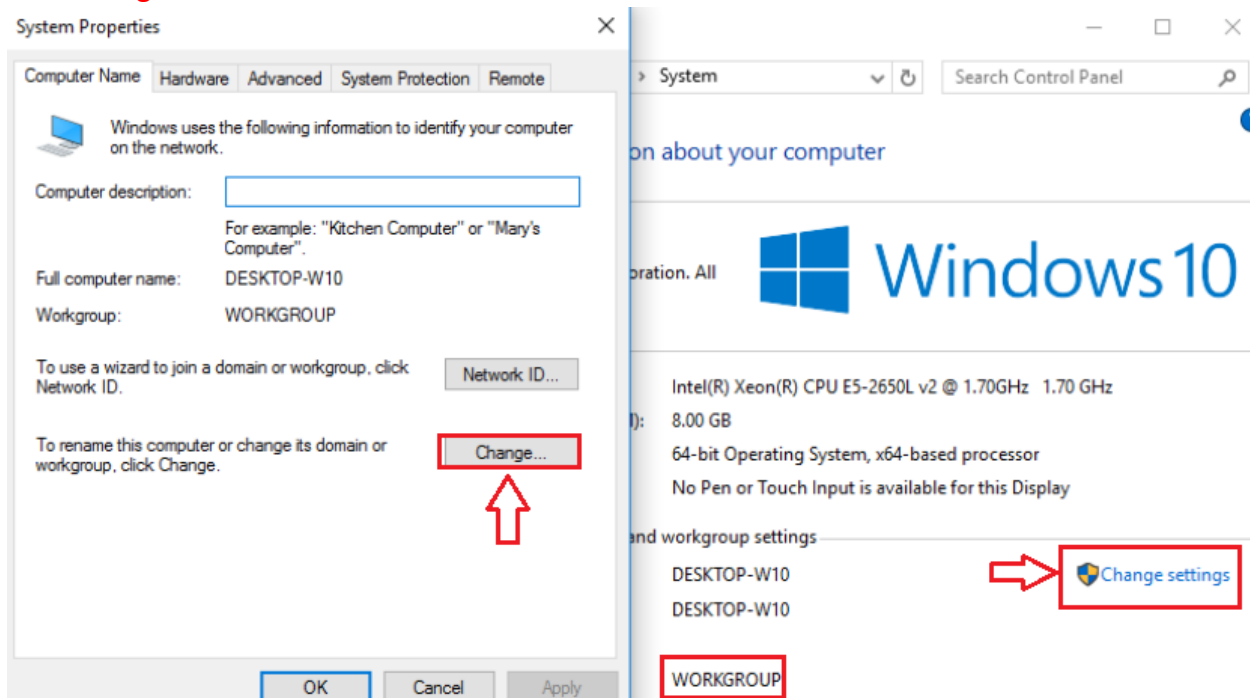 System Properties
Computer Name Hardware Advanced System Protection Remote
Windows uses the following information to identify your computer
on the network.
Computer description:
For example: "Kitchen Computer" or "Mary's
Computer".
Full computer name: DESKTOP-W10
Workgroup: WORKGROUP
To use a wizard to join a domain or workgroup, click
Network ID.
Network ID...
To rename this computer or change its domain or
workgroup, click Change.
Change...
OK Cancel Apply
> System
Search Control Panel
on about your computer
oration. All
Windows 10
Intel(R) Xeon(R) CPU E5-2650L v2 @ 1.70GHz 1.70 GHz
): 8.00 GB
64-bit Operating System, x64-based processor
No Pen or Touch Input is available for this Display
and workgroup settings
DESKTOP-W10
Change settings
DESKTOP-W10
WORKGROUP